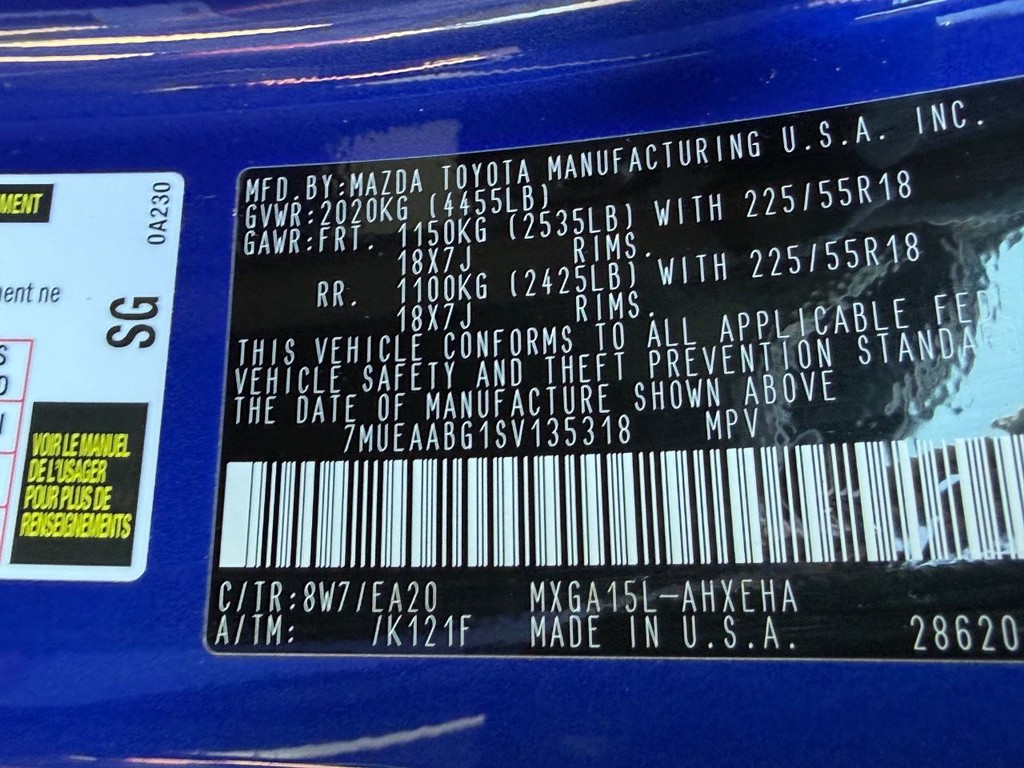 MENT
0A230
ent ne
SG
VOIR LE MANUEL
DE L'USAGER
POUR PLUS DE
RENSEIGNEMENTS
MFD.BY:MAZDA TOYOTA MANUFACTURING U.S.A. INC.
GVWR:2020KG (4455LB)
GAWR:FRT. 1150KG (2535LB) WITH 225/55R18
18X7J RIMS.
RR. 1100KG (2425LB) WITH 225/55R18
18X7J RIMS.
THIS VEHICLE CONFORMS TO ALL APPLICABLE FED
VEHICLE SAFETY AND THEFT PREVENTION STANDA
THE DATE OF MANUFACTURE SHOWN ABOVE
7MUEAABG1SV135318 MPV
C/TR:8W7/EA20 MXGA15L-AHXEHA
A/TM: /K121F MADE IN U.S.A. 28620